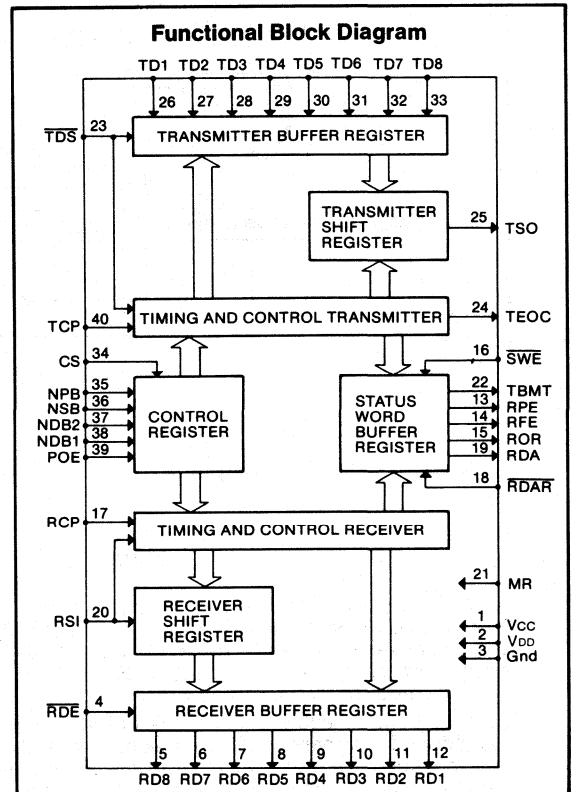 Functional Block Diagram
TD1 TD2 TD3 TD4 TD5 TD6 TD7 TD8
26 27 28 29 30 31 32 33
TDS 23
TRANSMITTER BUFFER REGISTER
TRANSMITTER
SHIFT
REGISTER
25 TSO
TIMING AND CONTROL TRANSMITTER
24 TEOC
TCP 40
CS 34
16 SWE
NPB 35
NSB 36
NDB2 37
NDB1 38
POE 39
CONTROL
REGISTER
STATUS
WORD
BUFFER
REGISTER
22 TBMT
13 RPE
14 RFE
15 ROR
19 RDA
18 RDAR
RCP 17
TIMING AND CONTROL RECEIVER
21 MR
RSI 20
RECEIVER
SHIFT
REGISTER
1 VCC
2 VDD
3 Gnd
RDE 4
RECEIVER BUFFER REGISTER
5 6 7 8 9 10 11 12
RD8 RD7 RD6 RD5 RD4 RD3 RD2 RD1